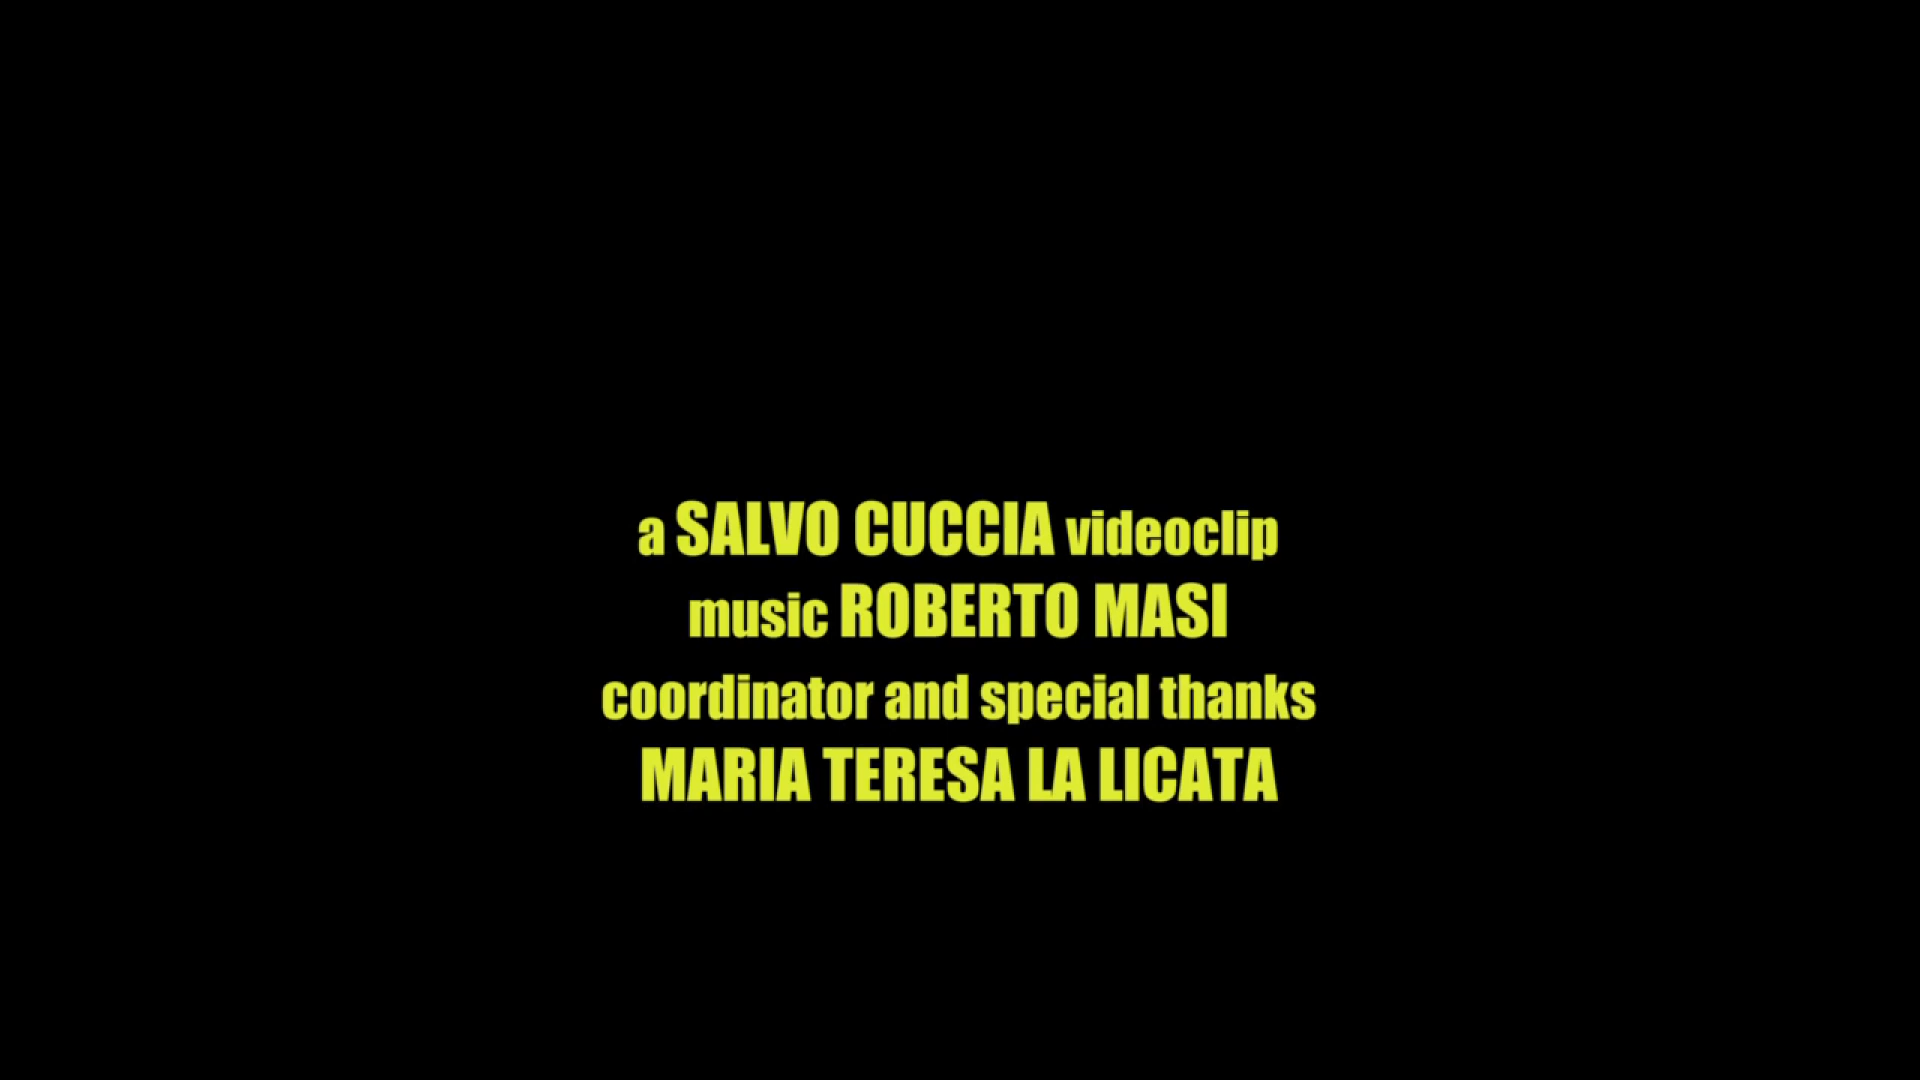 a SALVO CUCCIA videoclip
music ROBERTO MASI
coordinator and special thanks
MARIA TERESA LA LICATA